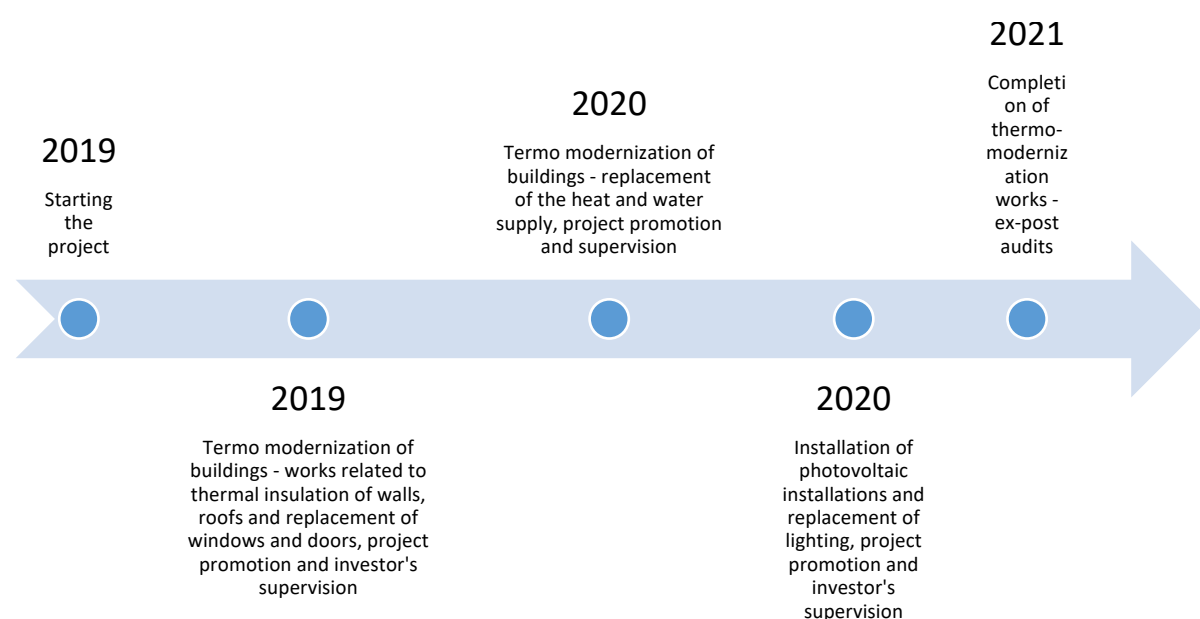 2019
Starting
the
project
2019
Termo modernization of
buildings - works related to
thermal insulation of walls,
roofs and replacement of
windows and doors, project
promotion and investor's
supervision
2020
Termo modernization of
buildings - replacement
of the heat and water
supply, project promotion
and supervision
2020
Installation of
photovoltaic
installations and
replacement of
lighting, project
promotion and
investor's
supervision
2021
Completi
on of
thermo-
moderniz
ation
works -
ex-post
audits